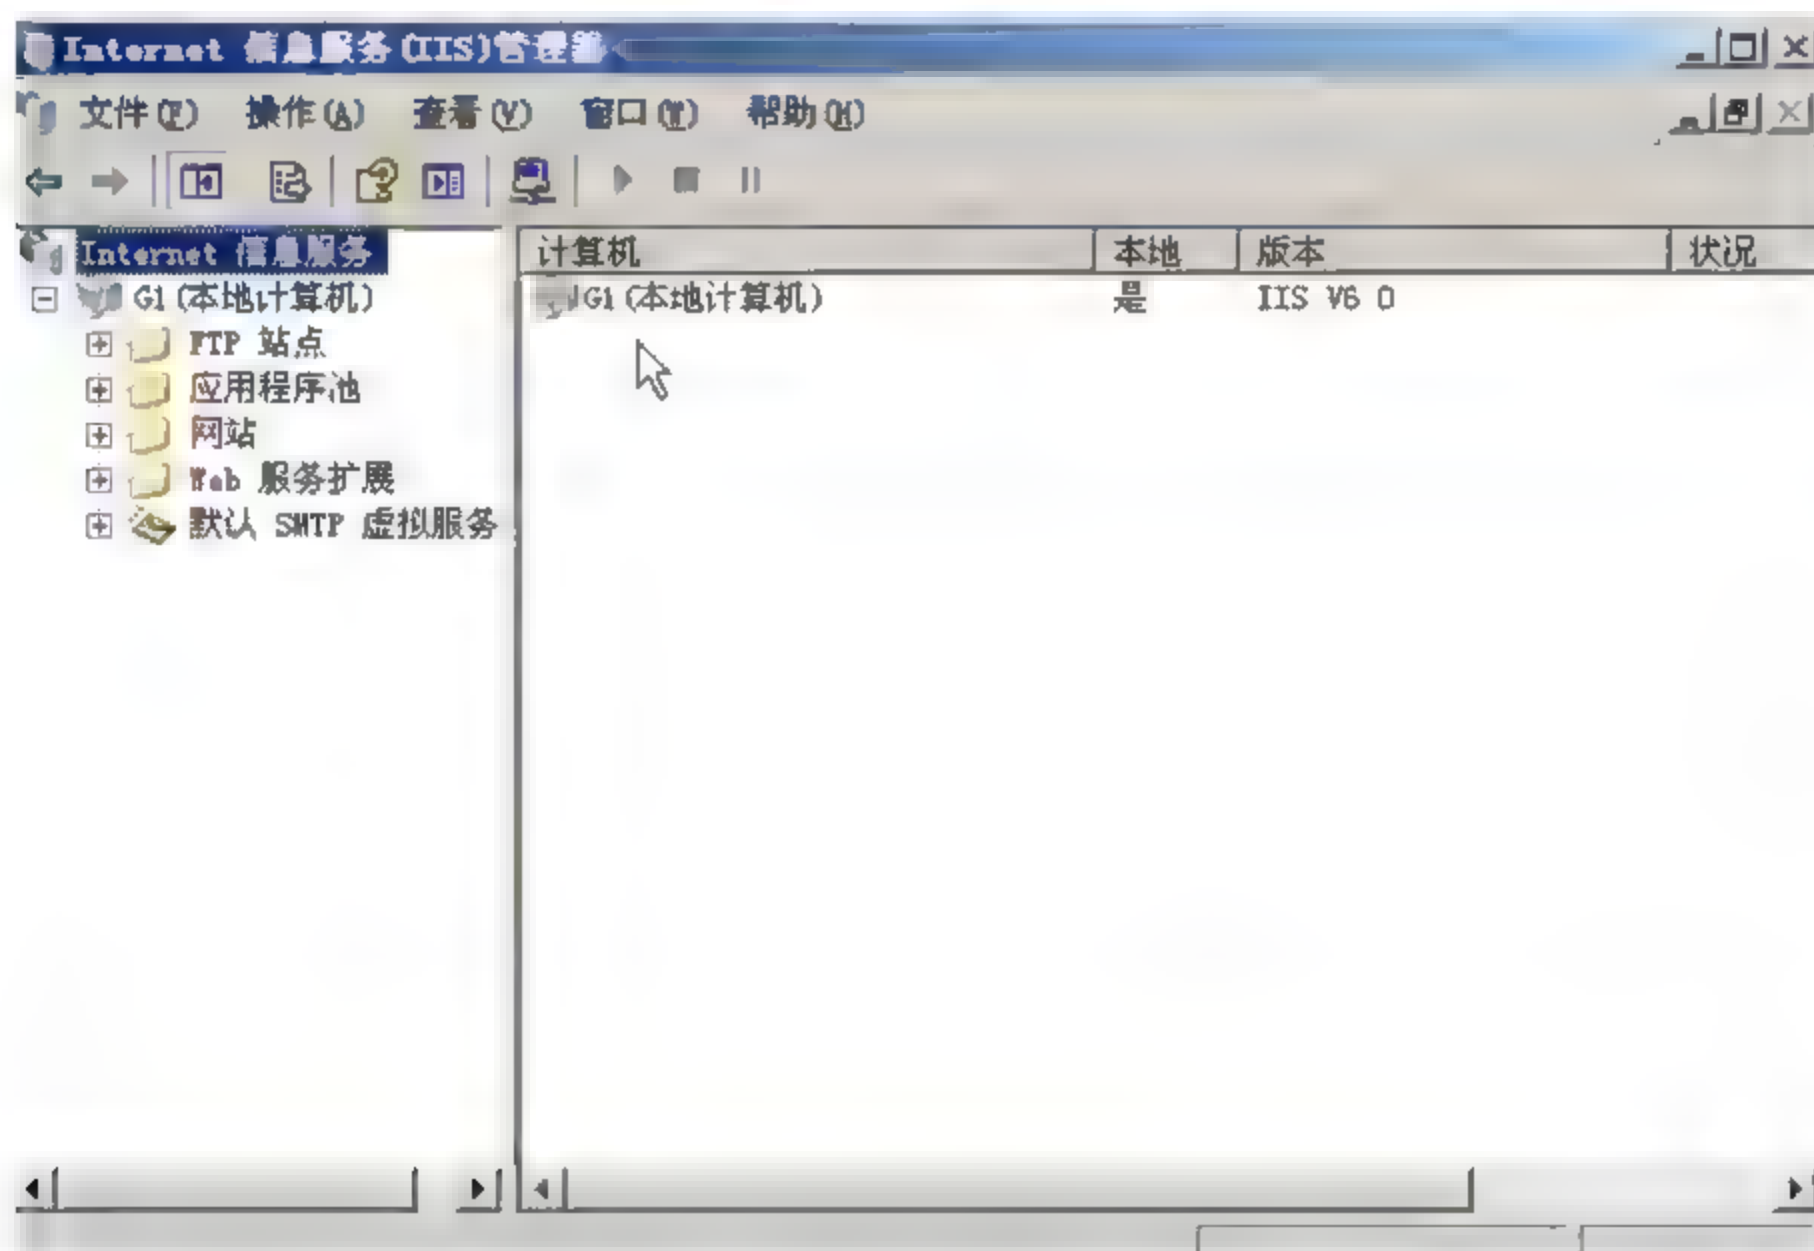 Internet 信息服务(IIS)管理器
文件(F) 操作(A) 查看(V) 窗口(W) 帮助(H)
Internet 信息服务
G1(本地计算机)
FTP 站点
应用程序池
网站
Web 服务扩展
默认 SMTP 虚拟服务
计算机 本地 版本 状况
G1(本地计算机) 是 IIS V6 0